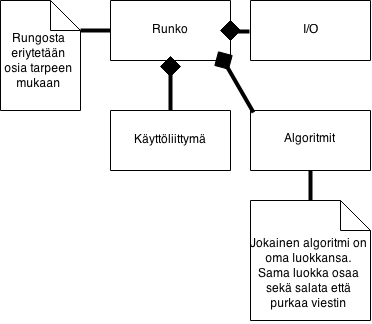 Rungosta
eriytetään
osia tarpeen
mukaan
Runko
I/O
Käyttöliittymä
Algoritmit
Jokainen algoritmi on
oma luokkansa.
Sama luokka osaa
sekä salata että
purkaa viestin